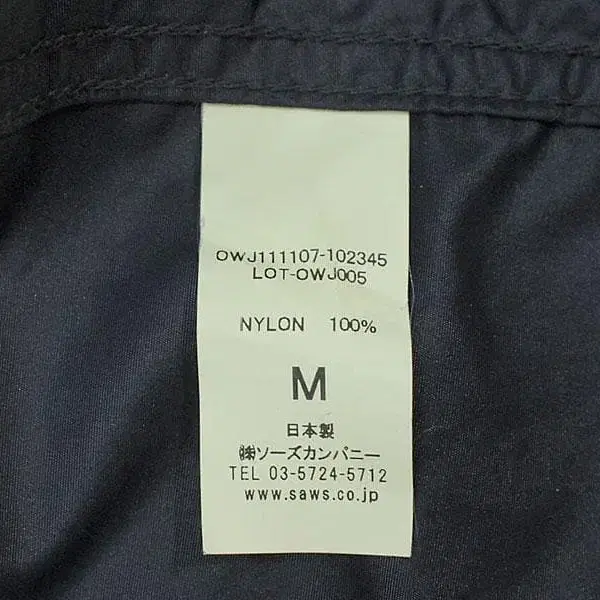 OWJ111107-102345
LOT-OWJ005
NYLON 100%
M
日本製
㈱ソーズカンパニー
TEL 03-5724-5712
www.saws.co.jp